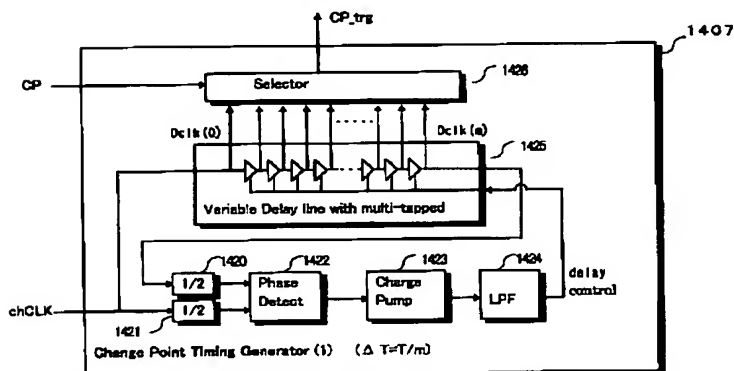 CP_trg
1407
CP
Selector
1426
Dclk(0)
........
Dclk(m)
1425
Variable Delay line with multi-tapped
1420
1422
1423
1424
1/2
Phase
Detect
Charge
Pump
LPF
delay
control
chCLK
1/2
1421
Change Point Timing Generator (1) (Δ T=T/m)